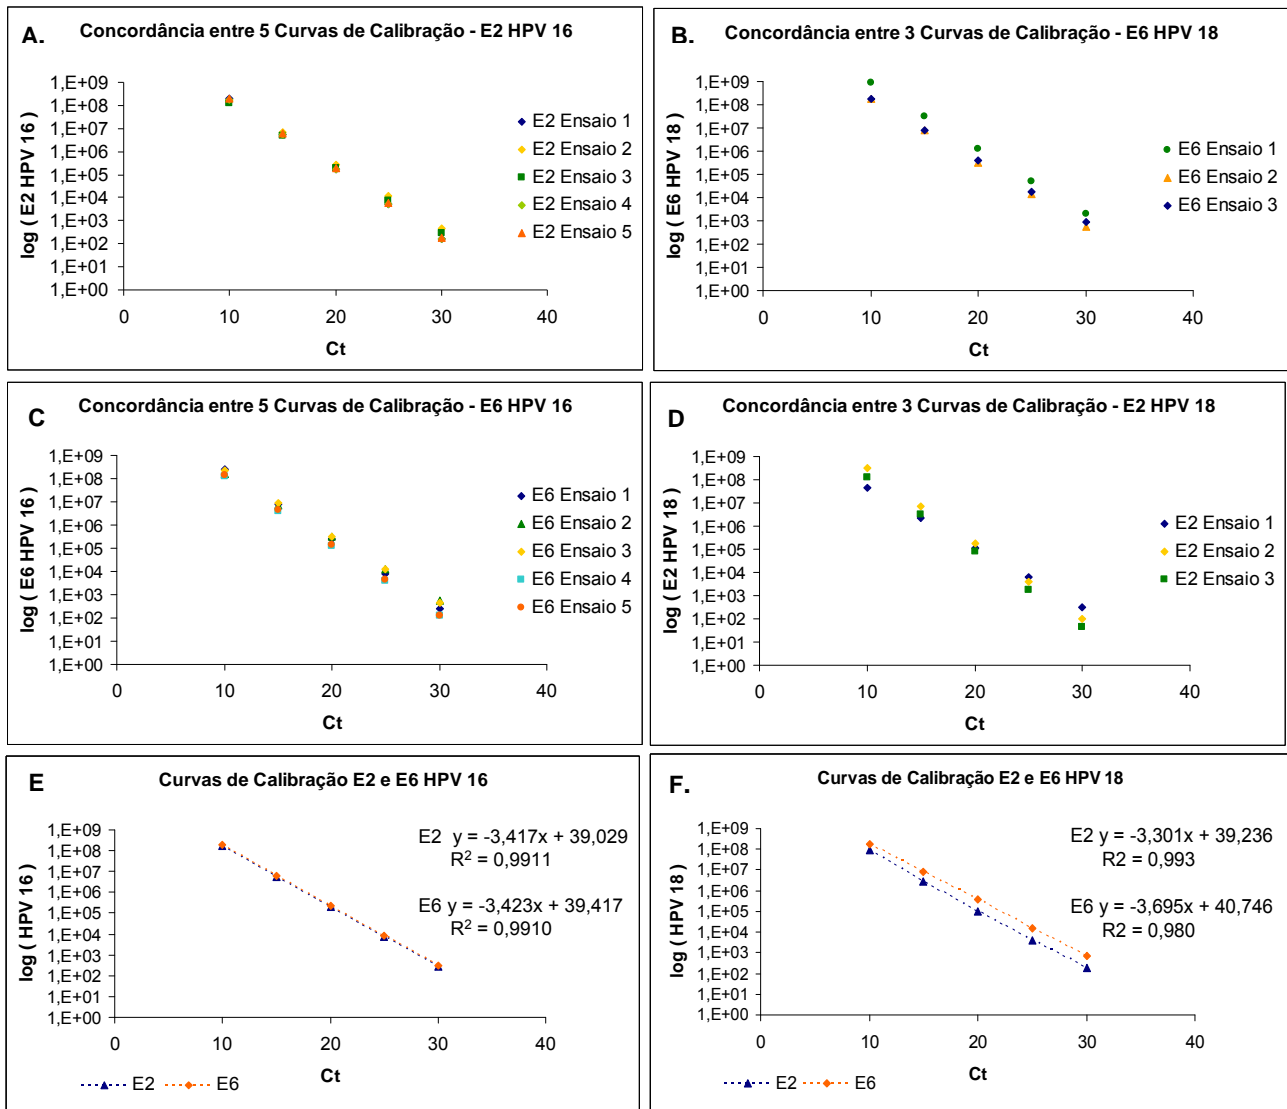 A. Concordância entre 5 Curvas de Calibração - E2 HPV 16
log ( E2 HPV 16 )
1,E+09
1,E+08
1,E+07
1,E+06
1,E+05
1,E+04
1,E+03
1,E+02
1,E+01
1,E+00
0 10 20 30 40
Ct
E2 Ensaio 1
E2 Ensaio 2
E2 Ensaio 3
E2 Ensaio 4
E2 Ensaio 5
B. Concordância entre 3 Curvas de Calibração - E6 HPV 18
log ( E6 HPV 18 )
1,E+09
1,E+08
1,E+07
1,E+06
1,E+05
1,E+04
1,E+03
1,E+02
1,E+01
1,E+00
0 10 20 30 40
Ct
E6 Ensaio 1
E6 Ensaio 2
E6 Ensaio 3
C Concordância entre 5 Curvas de Calibração - E6 HPV 16
log ( E6 HPV 16 )
1,E+09
1,E+08
1,E+07
1,E+06
1,E+05
1,E+04
1,E+03
1,E+02
1,E+01
1,E+00
0 10 20 30 40
Ct
E6 Ensaio 1
E6 Ensaio 2
E6 Ensaio 3
E6 Ensaio 4
E6 Ensaio 5
D Concordância entre 3 Curvas de Calibração - E2 HPV 18
log ( E2 HPV 18 )
1,E+09
1,E+08
1,E+07
1,E+06
1,E+05
1,E+04
1,E+03
1,E+02
1,E+01
1,E+00
0 10 20 30 40
Ct
E2 Ensaio 1
E2 Ensaio 2
E2 Ensaio 3
E Curvas de Calibração E2 e E6 HPV 16
log ( HPV 16 )
1,E+09
1,E+08
1,E+07
1,E+06
1,E+05
1,E+04
1,E+03
1,E+02
1,E+01
1,E+00
0 10 20 30 40
Ct
E2 y = -3,417x + 39,029
R² = 0,9911
E6 y = -3,423x + 39,417
R² = 0,9910
E2 E6
F. Curvas de Calibração E2 e E6 HPV 18
log ( HPV 18 )
1,E+09
1,E+08
1,E+07
1,E+06
1,E+05
1,E+04
1,E+03
1,E+02
1,E+01
1,E+00
0 10 20 30 40
Ct
E2 y = -3,301x + 39,236
R2 = 0,993
E6 y = -3,695x + 40,746
R2 = 0,980
E2 E6